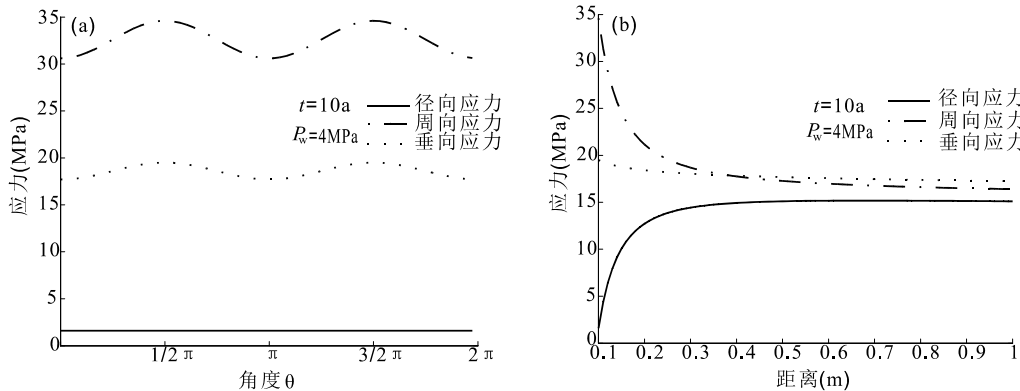 (a)
35
30
25
20
15
10
5
0
应力(MPa)
t=10a
P_w=4MPa
径向应力
周向应力
垂向应力
1/2 π
π
3/2 π
2 π
角度θ
(b)
35
30
25
20
15
10
5
0
应力(MPa)
t=10a
P_w=4MPa
径向应力
周向应力
垂向应力
0.1 0.2 0.3 0.4 0.5 0.6 0.7 0.8 0.9 1
距离(m)